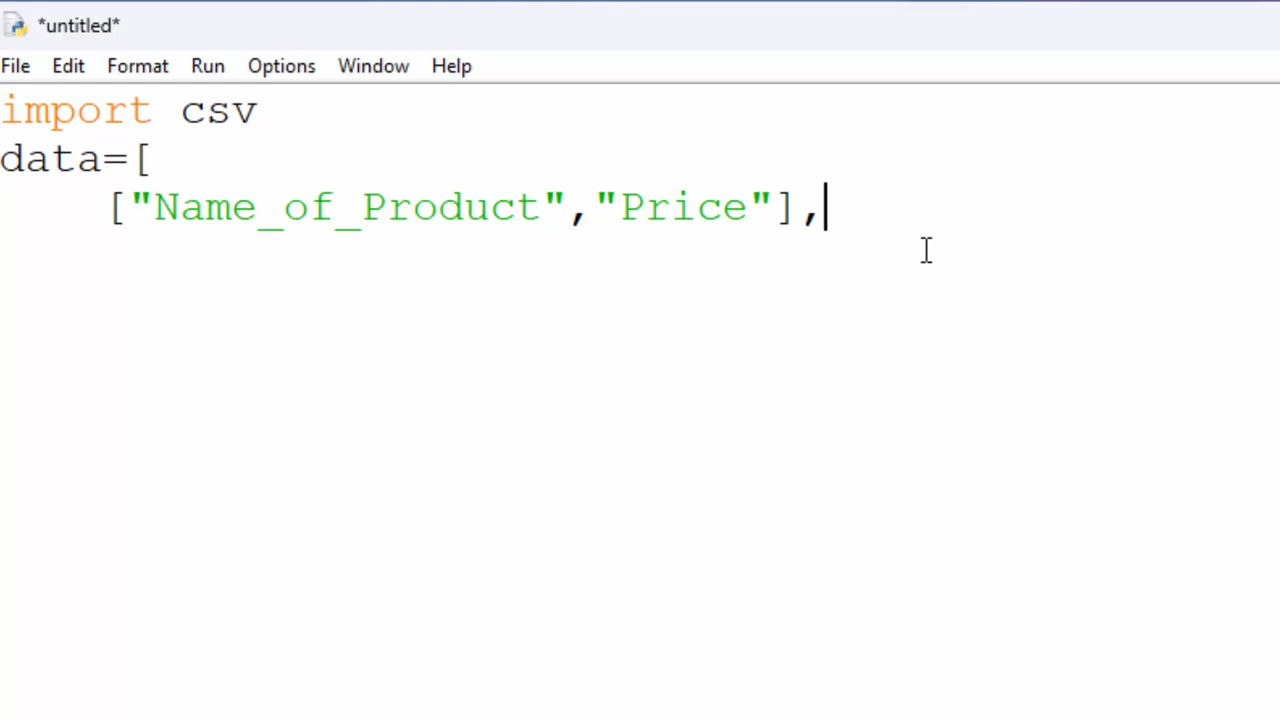 *untitled*
File Edit Format Run Options Window Help
import csv
data=[
    ["Name_of_Product","Price"],